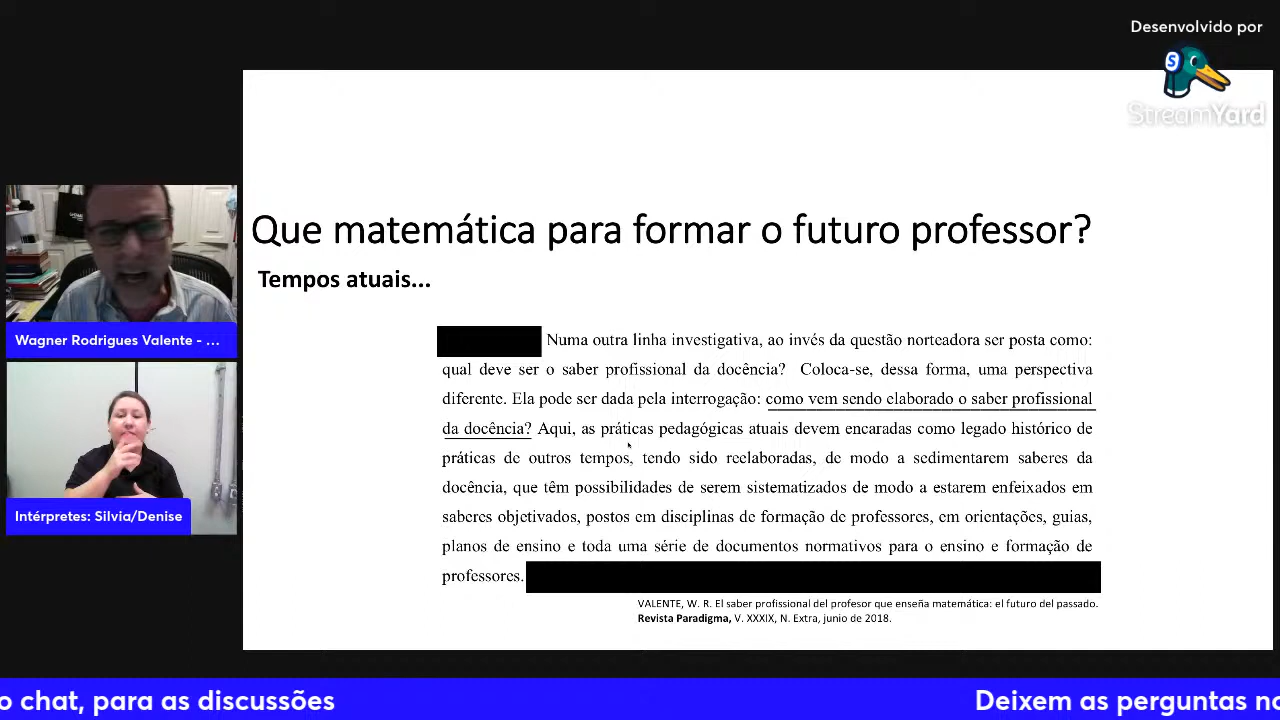 Desenvolvido por
StreamYard
Que matemática para formar o futuro professor?
Tempos atuais...
Numa outra linha investigativa, ao invés da questão norteadora ser posta como:
qual deve ser o saber profissional da docência? Coloca-se, dessa forma, uma perspectiva
diferente. Ela pode ser dada pela interrogação: como vem sendo elaborado o saber profissional
da docência? Aqui, as práticas pedagógicas atuais devem encaradas como legado histórico de
práticas de outros tempos, tendo sido reelaboradas, de modo a sedimentarem saberes da
docência, que têm possibilidades de serem sistematizados de modo a estarem enfeixados em
saberes objetivados, postos em disciplinas de formação de professores, em orientações, guias,
planos de ensino e toda uma série de documentos normativos para o ensino e formação de
professores.
VALENTE, W. R. El saber profissional del profesor que enseña matemática: el futuro del passado.
Revista Paradigma, V. XXXIX, N. Extra, junio de 2018.
Wagner Rodrigues Valente - ...
Intérpretes: Silvia/Denise
o chat, para as discussões
Deixem as perguntas no